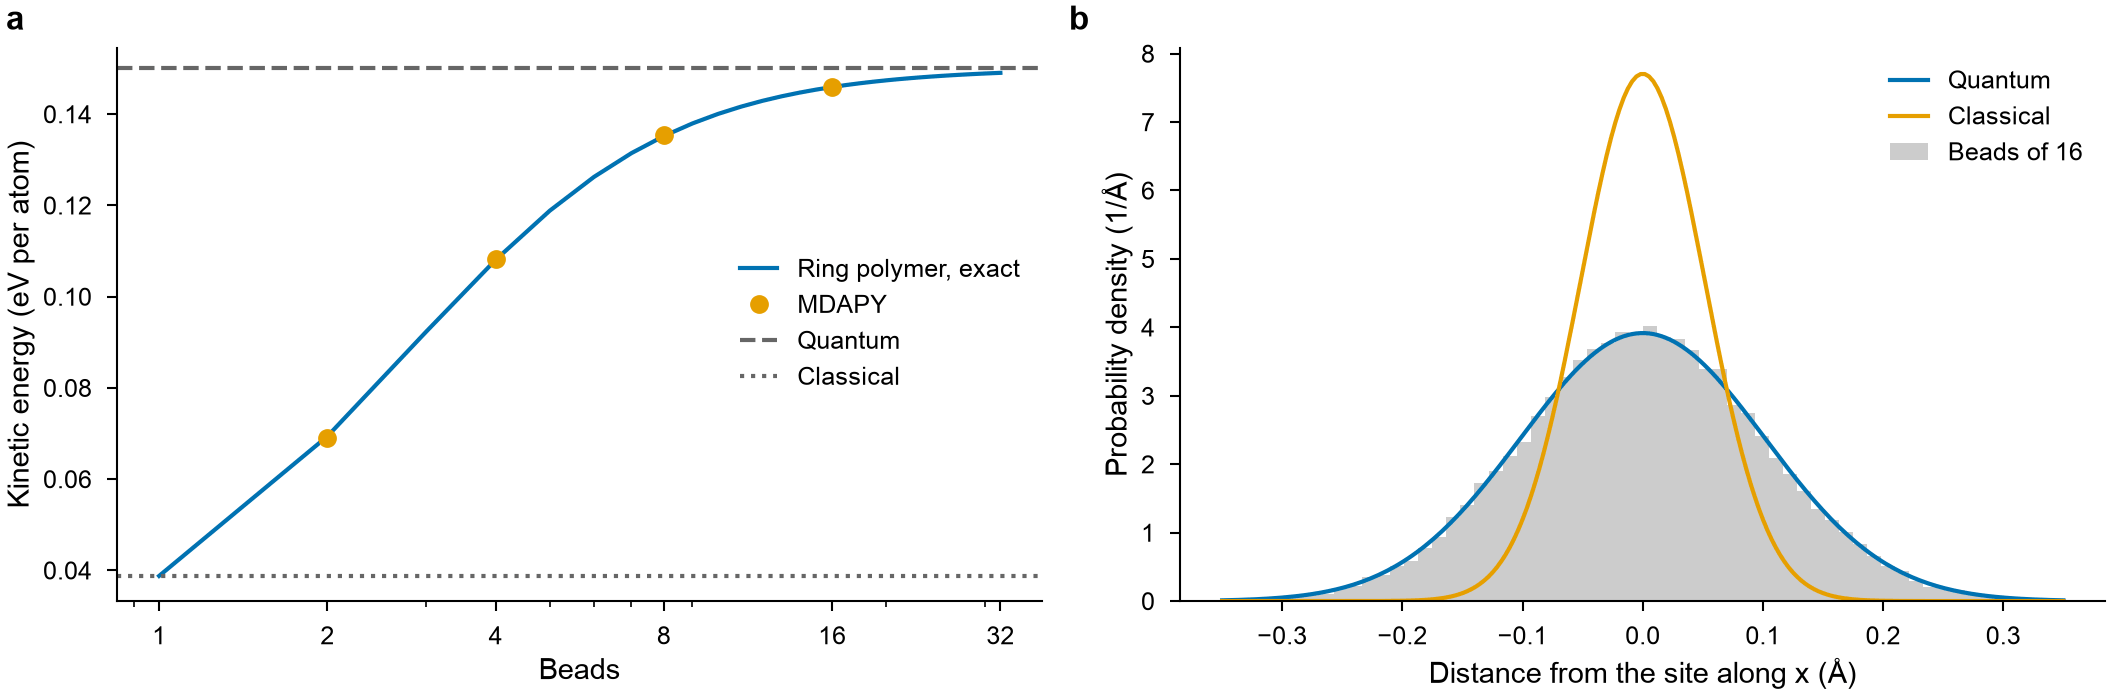 a
Kinetic energy (eV per atom)
0.14
0.12
0.10
0.08
0.06
0.04
1
2
4
8
16
32
Beads
Ring polymer, exact
MDAPY
Quantum
Classical
b
Probability density (1/Å)
8
7
6
5
4
3
2
1
0
−0.3
−0.2
−0.1
0.0
0.1
0.2
0.3
Distance from the site along x (Å)
Quantum
Classical
Beads of 16